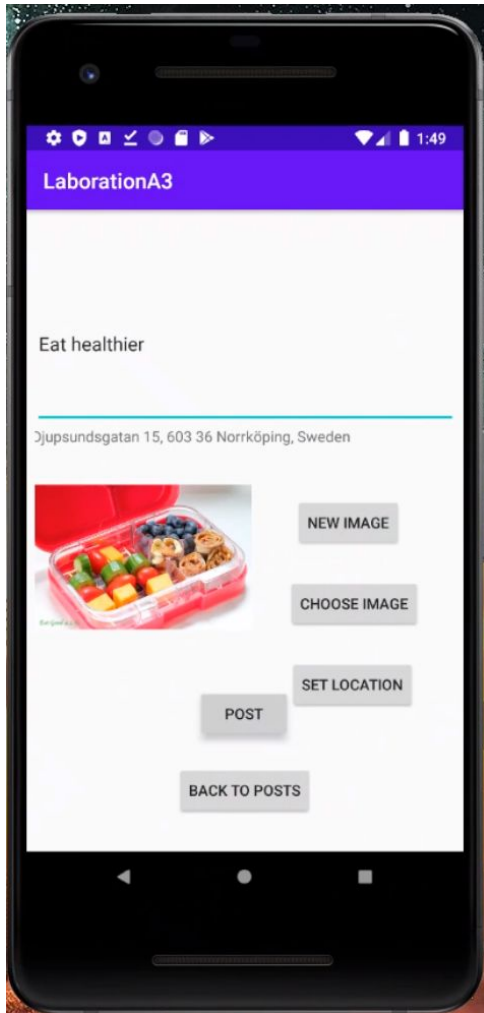 1:49
LaborationA3
Eat healthier
Djupsundsgatan 15, 603 36 Norrköping, Sweden
NEW IMAGE
CHOOSE IMAGE
SET LOCATION
POST
BACK TO POSTS